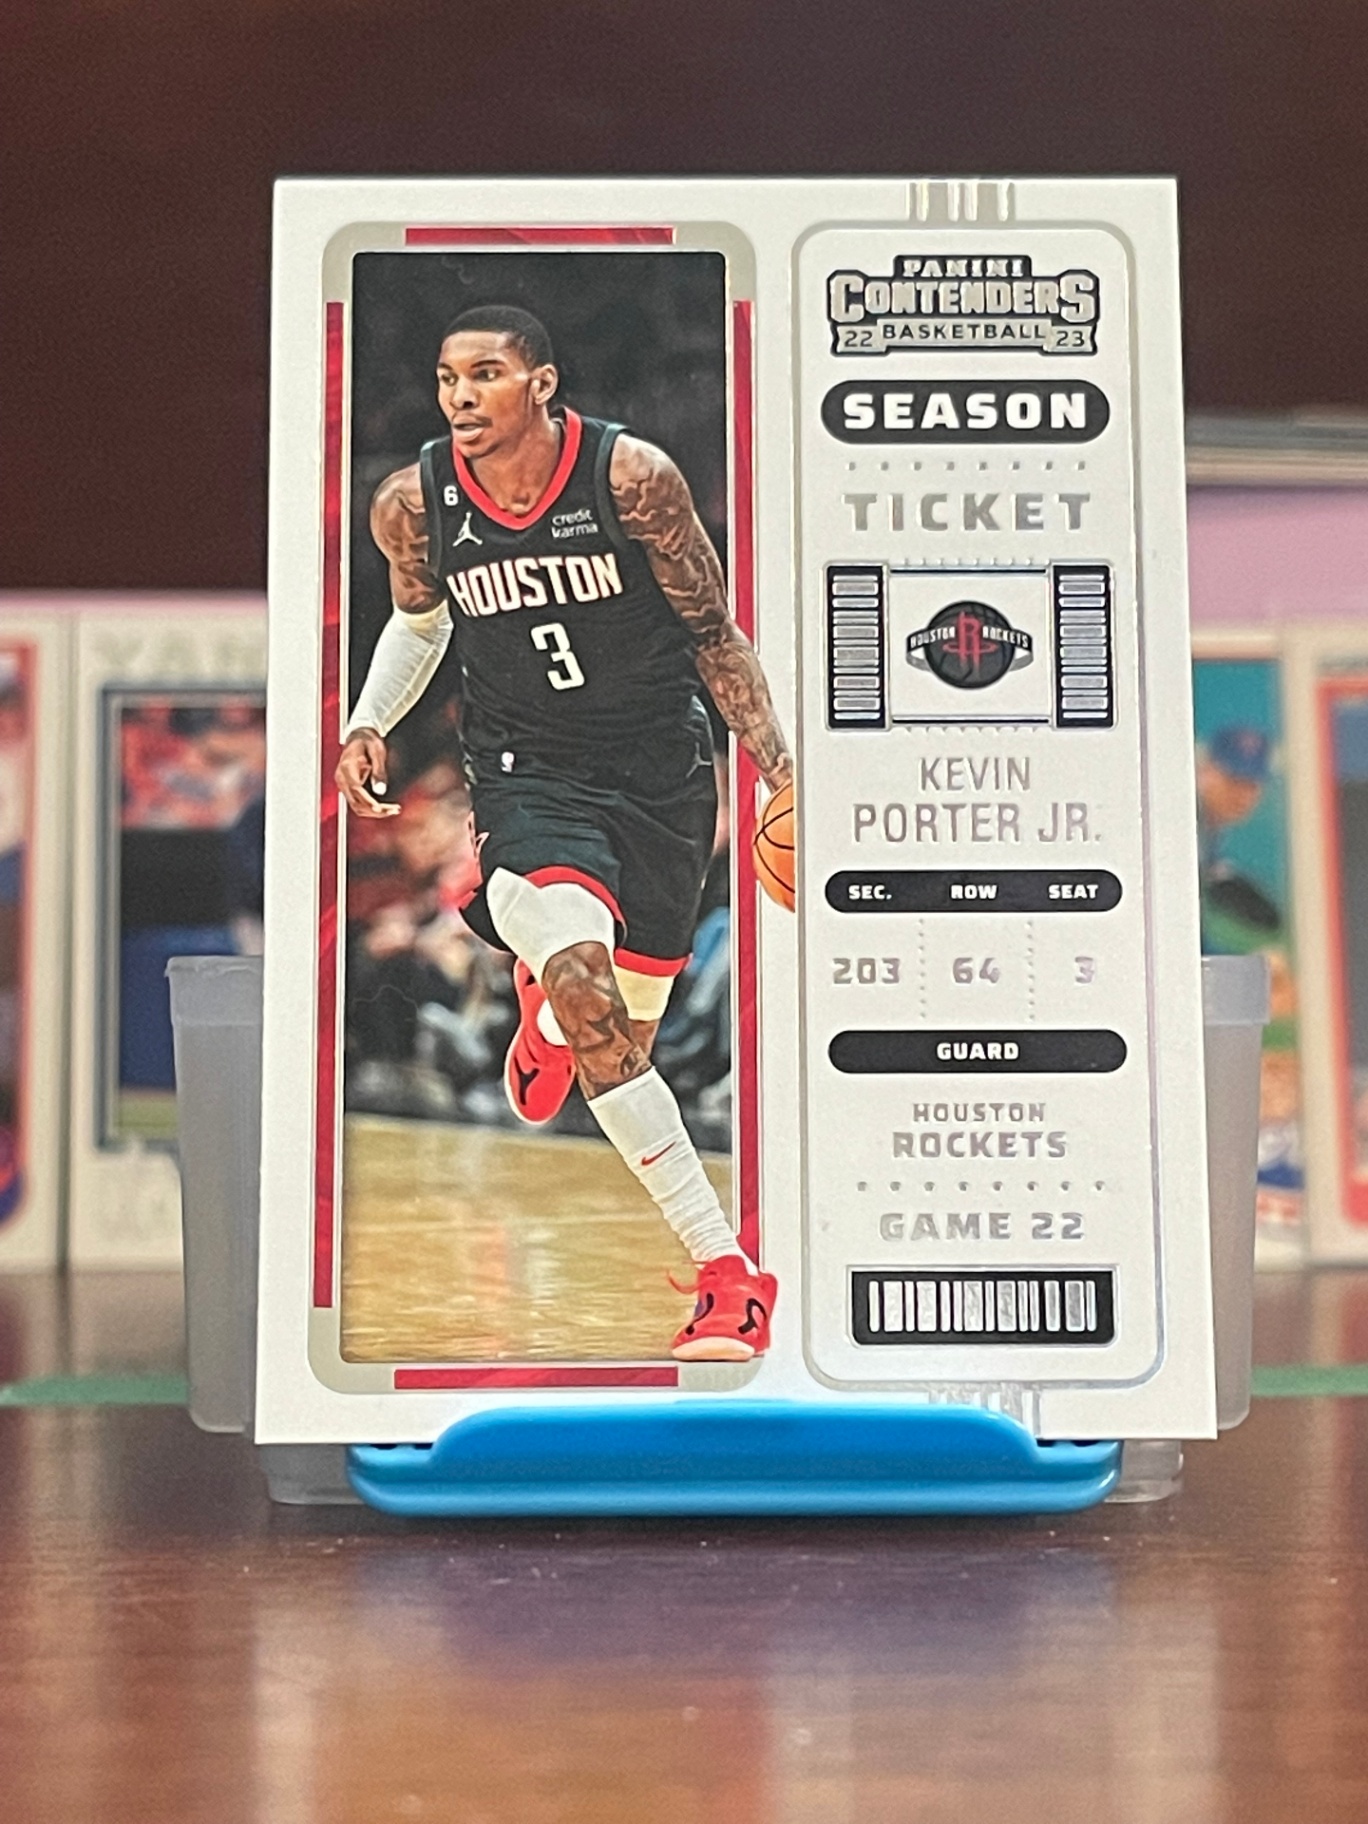 PANINI
CONTENDERS
22 BASKETBALL 23
SEASON
TICKET
HOUSTON R ROCKETS
KEVIN
PORTER JR.
SEC. ROW SEAT
203 64 3
GUARD
HOUSTON
ROCKETS
GAME 22
6
credit
karma
HOUSTON
3